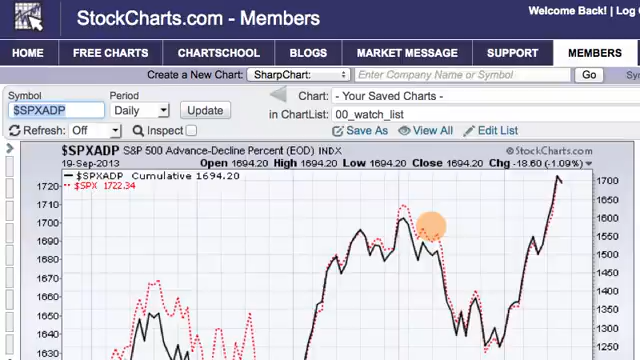 StockCharts.com - Members
Welcome Back! | Log
HOME FREE CHARTS CHARTSCHOOL BLOGS MARKET MESSAGE SUPPORT MEMBERS
Create a New Chart: SharpChart: Enter Company Name or Symbol Go
Symbol Period Chart: - Your Saved Charts -
$SPXADP Daily Update in ChartList: 00_watch_list
Refresh: Off Inspect Save As View All Edit List
$SPXADP S&P 500 Advance-Decline Percent (EOD) INDX © StockCharts.com
19-Sep-2013 Open 1694.20 High 1694.20 Low 1694.20 Close 1694.20 Chg -18.60 (-1.09%)
$SPXADP Cumulative 1694.20
$SPX 1722.34
1720 1700
1710 1650
1700 1600
1690 1550
1680 1500
1670 1450
1660 1400
1650 1350
1640 1300
1630 1250